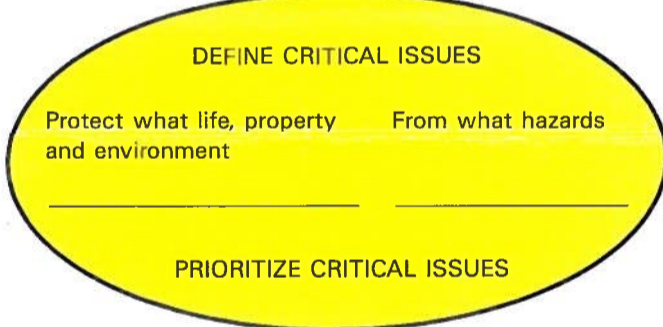 DEFINE CRITICAL ISSUES
Protect what life, property From what hazards
and environment
PRIORITIZE CRITICAL ISSUES